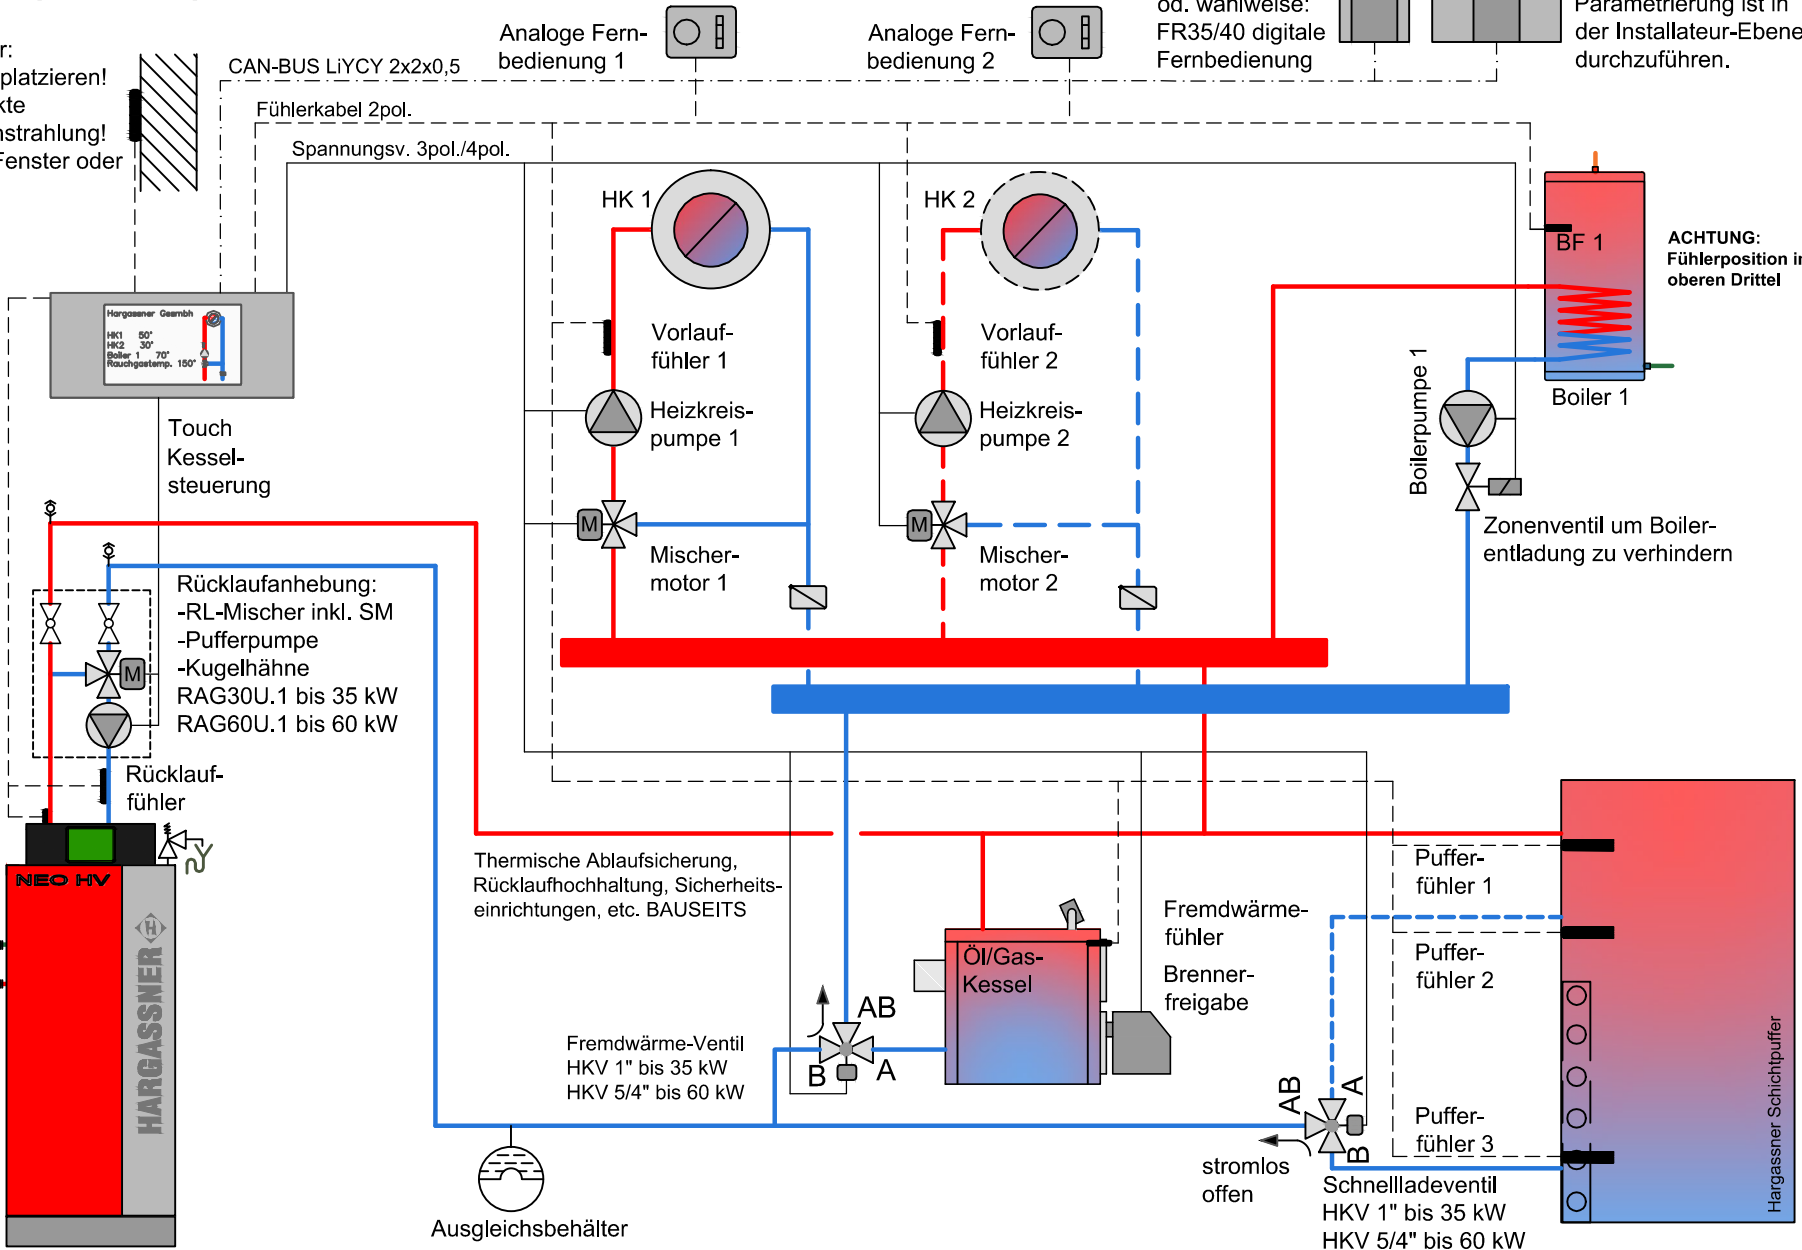 od. wahlweise:
FR35/40 digitale
Fernbedienung
Parametrierung ist in
der Installateur-Ebene
durchzuführen.
Analoge Fern-
bedienung 1
Analoge Fern-
bedienung 2
r:
platzieren!
kte
nstrahlung!
Fenster oder
CAN-BUS LiYCY 2x2x0,5
Fühlerkabel 2pol.
Spannungsv. 3pol./4pol.
HK 1
HK 2
BF 1
ACHTUNG:
Fühlerposition in
oberen Drittel
Boiler 1
Hargassner Gesmbh
HK1 50°
HK2 30°
Boiler 1 70°
Rauchgastemp. 150°
Touch
Kessel-
steuerung
Vorlauf-
fühler 1
Heizkreis-
pumpe 1
M
Mischer-
motor 1
Vorlauf-
fühler 2
Heizkreis-
pumpe 2
M
Mischer-
motor 2
Boilerpumpe 1
Zonenventil um Boiler-
entladung zu verhindern
Rücklaufanhebung:
-RL-Mischer inkl. SM
-Pufferpumpe
-Kugelhähne
RAG30U.1 bis 35 kW
RAG60U.1 bis 60 kW
M
Rücklauf-
fühler
NEO HV
HARGASSNER
H
Thermische Ablaufsicherung,
Rücklaufhochhaltung, Sicherheits-
einrichtungen, etc. BAUSEITS
Öl/Gas-
Kessel
Fremdwärme-
fühler
Brenner-
freigabe
Fremdwärme-Ventil
HKV 1" bis 35 kW
HKV 5/4" bis 60 kW
AB
B
A
Ausgleichsbehälter
Puffer-
fühler 1
Puffer-
fühler 2
Puffer-
fühler 3
AB
A
B
stromlos
offen
Schnellladeventil
HKV 1" bis 35 kW
HKV 5/4" bis 60 kW
Hargassner Schichtpuffer